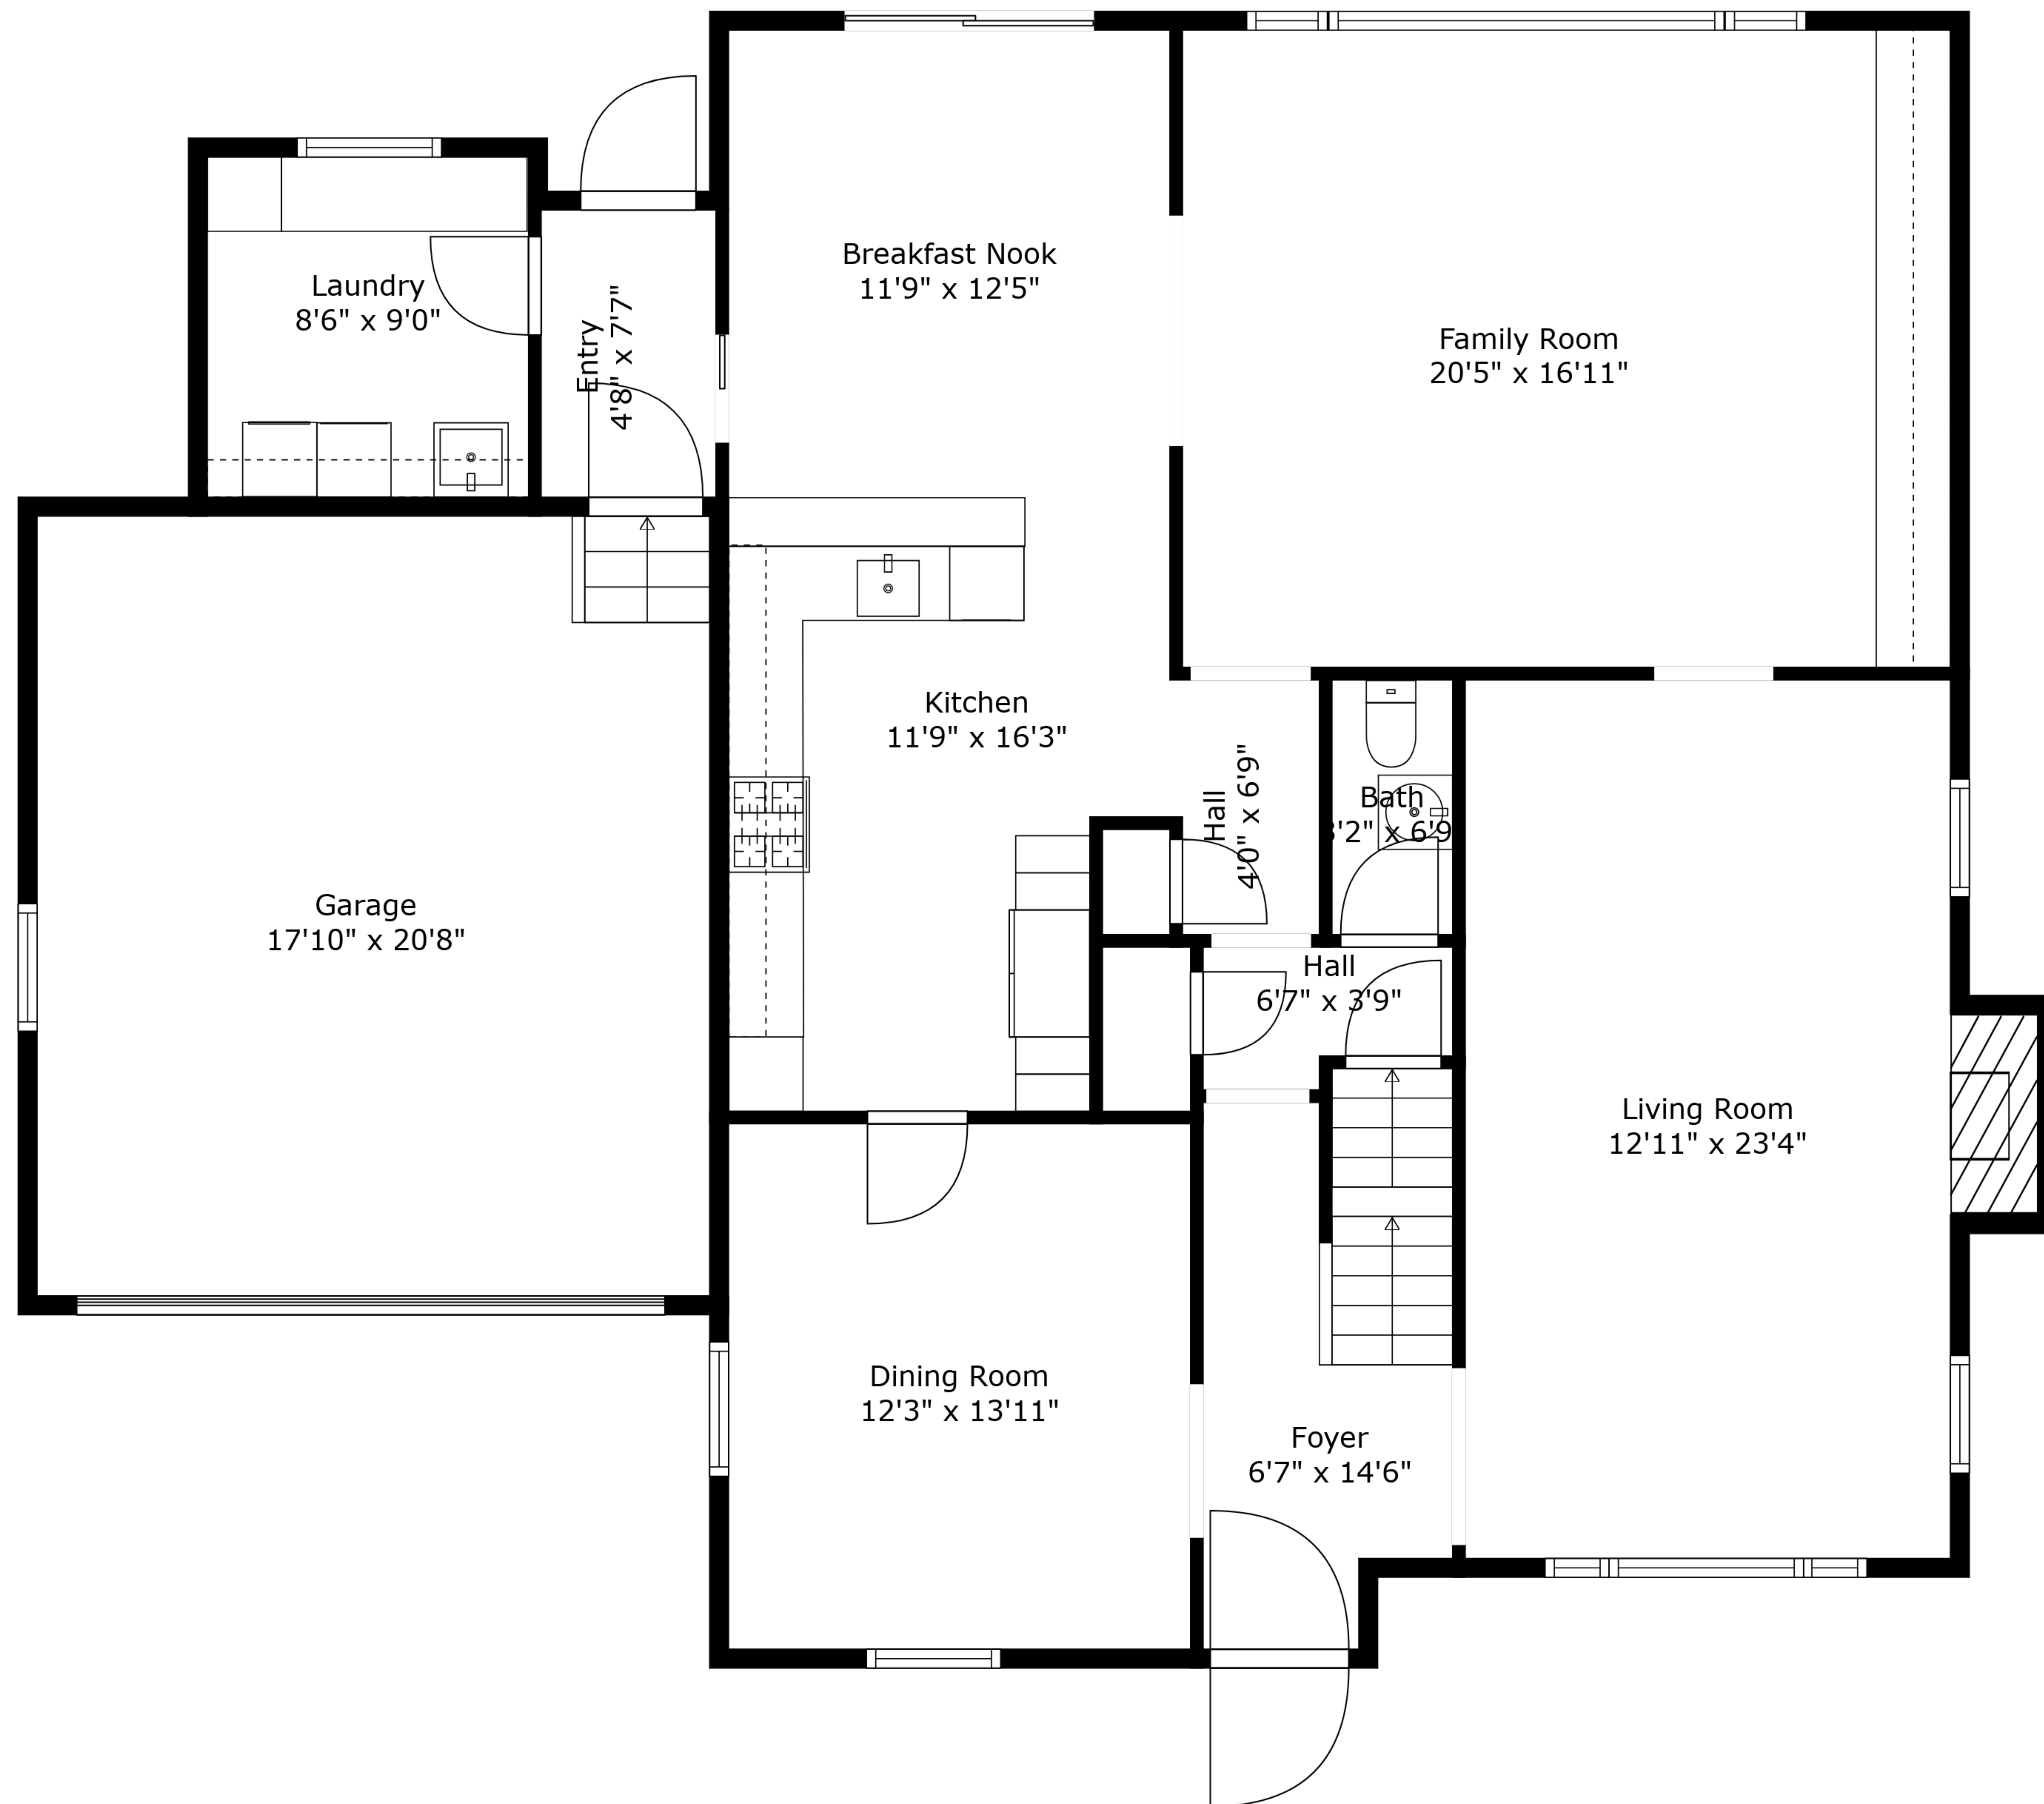 Breakfast Nook
11'9" x 12'5"
Laundry
8'6" x 9'0"
Entry
4'8" x 7'7"
Family Room
20'5" x 16'11"
Kitchen
11'9" x 16'3"
Hall
4'0" x 6'9"
Bath
'2" x 6'9
Garage
17'10" x 20'8"
Hall
6'7" x 3'9"
Living Room
12'11" x 23'4"
Dining Room
12'3" x 13'11"
Foyer
6'7" x 14'6"